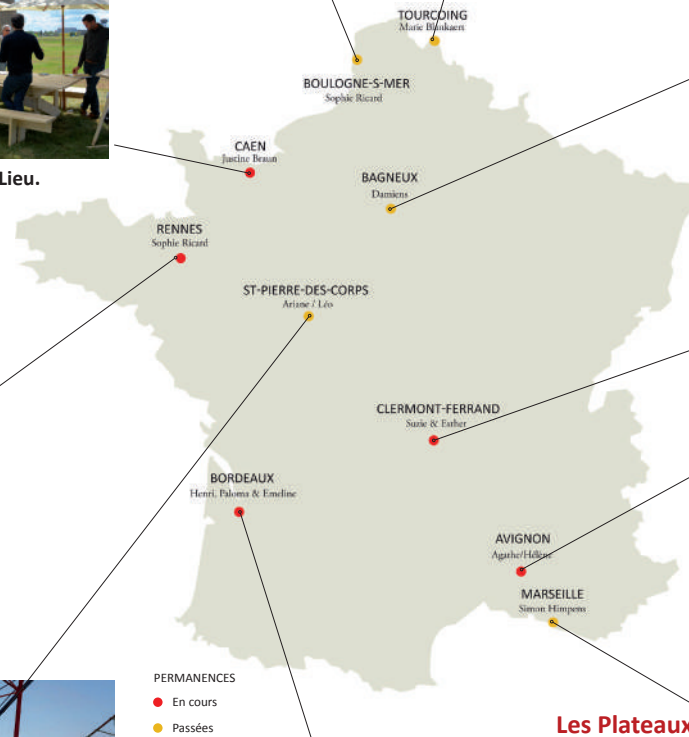 TOURCOING
Marie Blankaert
BOULOGNE-S-MER
Sophie Ricard
CAEN
Justine Beaun
Lieu.
BAGNEUX
Damiens
RENNES
Sophie Ricard
ST-PIERRE-DES-CORPS
Ariane / Léo
CLERMONT-FERRAND
Suzie & Esther
BORDEAUX
Henri, Paloma & Emeline
AVIGNON
Agathe/Hélène
MARSEILLE
Simon Himpens
PERMANENCES
En cours
Passées
Les Plateaux